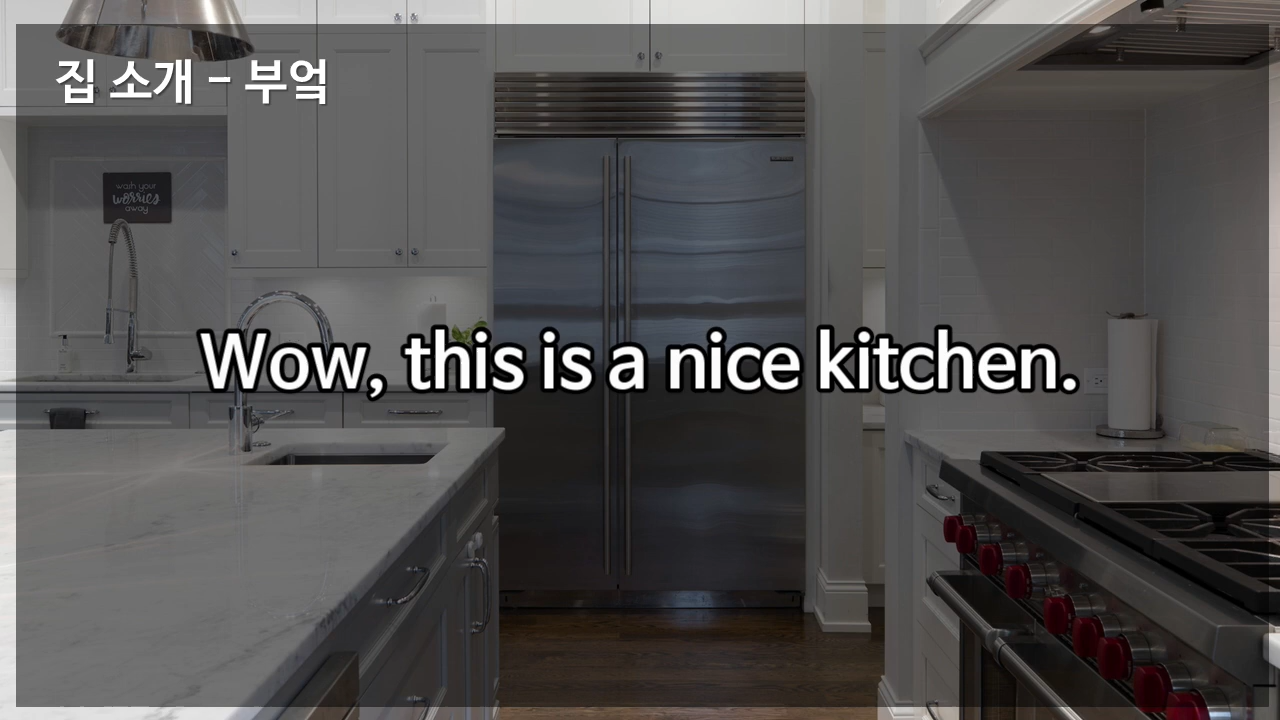 집 소개 - 부엌
wash your
worries
away
Wow, this is a nice kitchen.